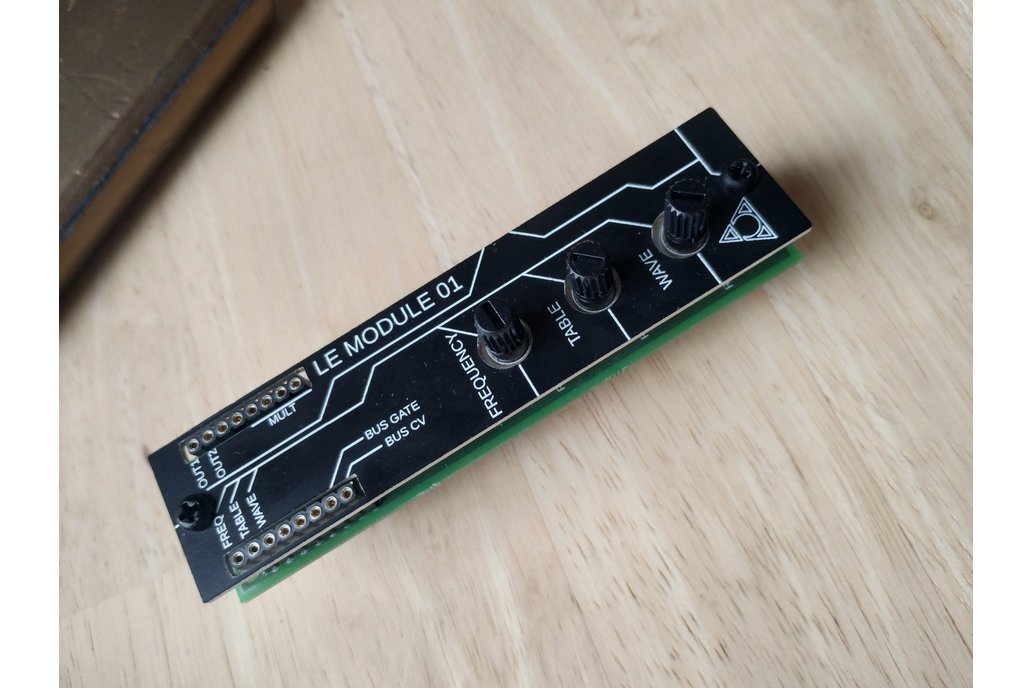 LE MODULE 01
WAVE
TABLE
FREQUENCY
MULT
OUT1
OUT2
BUS GATE
BUS CV
FREQ
TABLE
WAVE